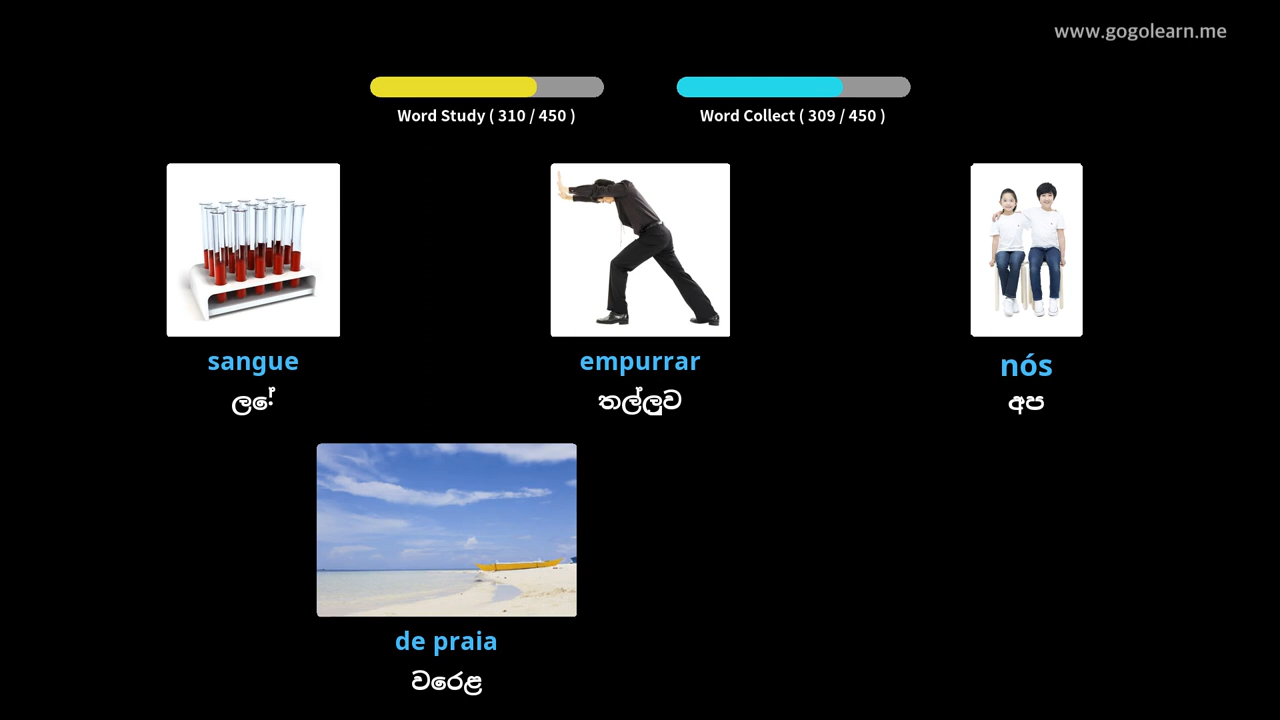 www.gogolearn.me
Word Study ( 310 / 450 )
Word Collect ( 309 / 450 )
sangue
ලේ
empurrar
තල්ලුව
nós
අප
de praia
වෙරළ